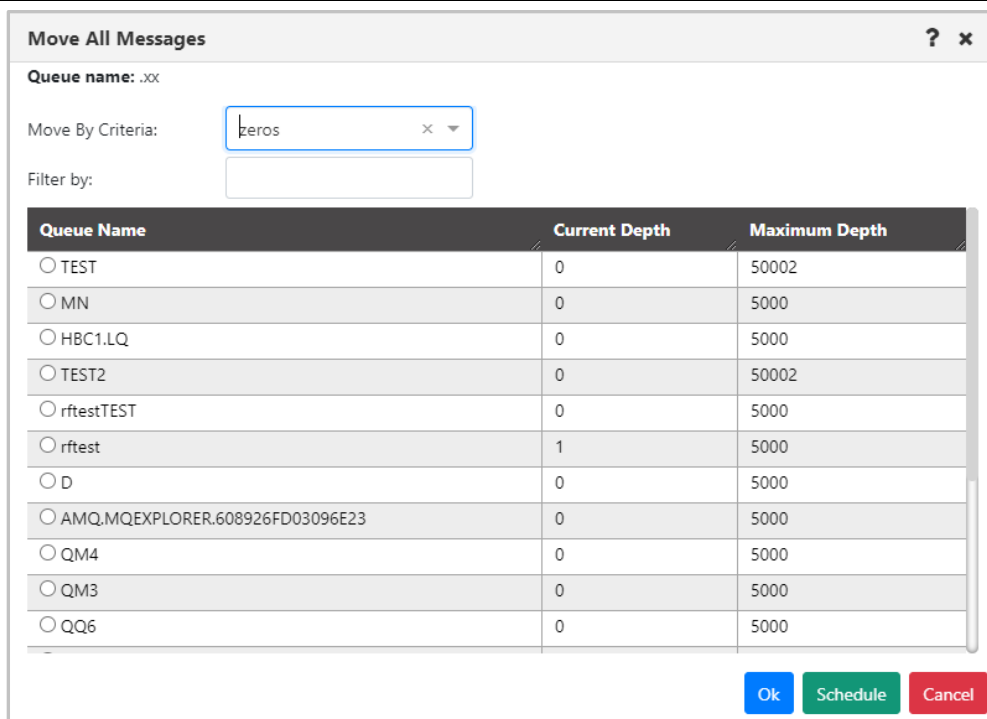 Move All Messages ? ×
Queue name: .xx
Move By Criteria: zeros ×
Filter by:
Queue Name Current Depth Maximum Depth
TEST 0 50002
MN 0 5000
HBC1.LQ 0 5000
TEST2 0 50002
rftestTEST 0 5000
rftest 1 5000
D 0 5000
AMQ.MQEXPLORER.608926FD03096E23 0 5000
QM4 0 5000
QM3 0 5000
QQ6 0 5000
Ok Schedule Cancel